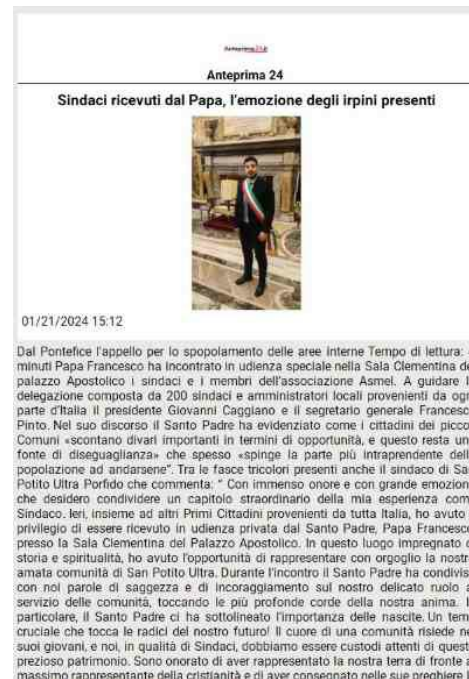 Anteprima 24
Sindaci ricevuti dal Papa, l'emozione degli irpini presenti
01/21/2024 15:12
Dal Pontefice l'appello per lo spopolamento delle aree interne Tempo di lettura:
minuti Papa Francesco ha incontrato in udienza speciale nella Sala Clementina de
palazzo Apostolico i sindaci e i membri dell'associazione Asmel. A guidare l
delegazione composta da 200 sindaci e amministratori locali provenienti da ogn
parte d'Italia il presidente Giovanni Caggiano e il segretario generale Francesc
Pinto. Nel suo discorso il Santo Padre ha evidenziato come i cittadini dei picco
Comuni «scontano divari importanti in termini di opportunità, e questo resta un
fonte di diseguaglianza» che spesso «spinge la parte più intraprendente dell
popolazione ad andarsene". Tra le fasce tricolori presenti anche il sindaco di Sa
Potito Ultra Porfido che commenta: " Con immenso onore e con grande emozion
che desidero condividere un capitolo straordinario della mia esperienza com
Sindaco. Ieri, insieme ad altri Primi Cittadini provenienti da tutta Italia, ho avuto
privilegio di essere ricevuto in udienza privata dal Santo Padre, Papa Francesc
presso la Sala Clementina del Palazzo Apostolico. In questo luogo impregnato d
storia e spiritualità, ho avuto l'opportunità di rappresentare con orgoglio la nostr
amata comunità di San Potito Ultra. Durante l'incontro il Santo Padre ha condivis
con noi parole di saggezza e di incoraggiamento sul nostro delicato ruolo a
servizio delle comunità, toccando le più profonde corde della nostra anima. I
particolare, il Santo Padre ci ha sottolineato l'importanza delle nascite. Un tem
cruciale che tocca le radici del nostro futuro! Il cuore di una comunità risiede ne
suoi giovani, e noi, in qualità di Sindaci, dobbiamo essere custodi attenti di quest
prezioso patrimonio. Sono onorato di aver rappresentato la nostra terra di fronte a
massimo rappresentante della cristianità e di aver consegnato nelle sue preghiere i